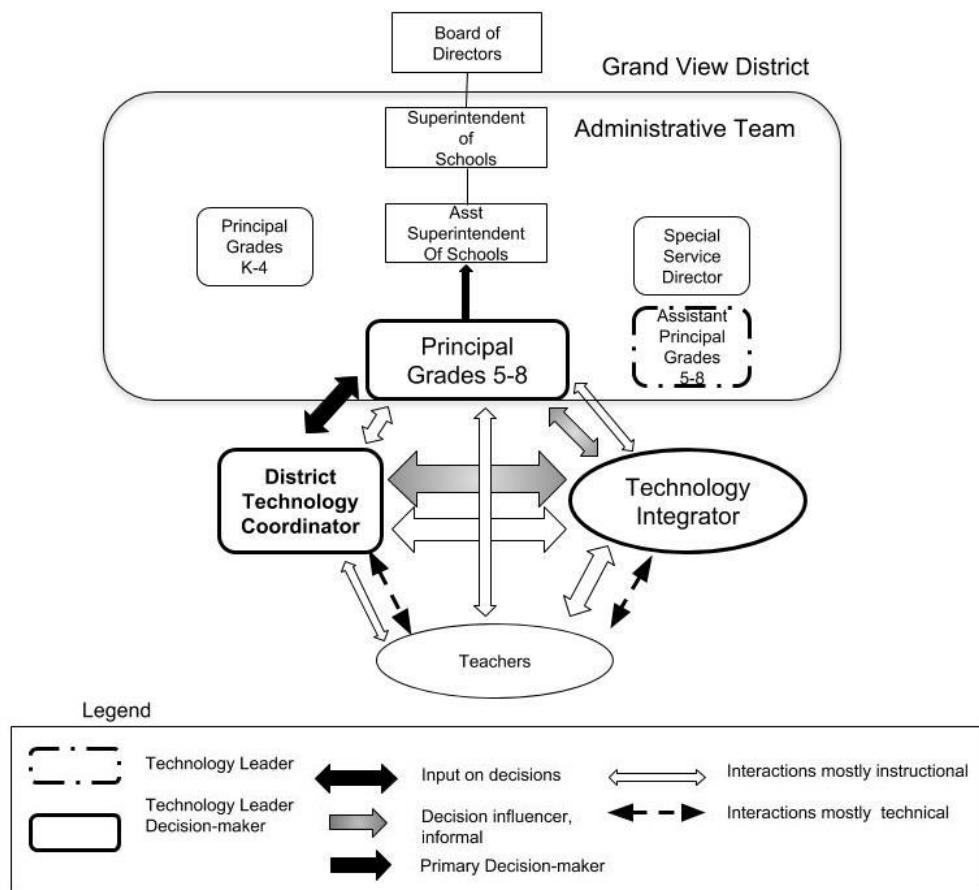 Board of
Directors
Grand View District
Superintendent
of
Schools
Administrative Team
Asst
Superintendent
Of Schools
Principal
Grades
K-4
Special
Service
Director
Assistant
Principal
Grades
5-8
Principal
Grades 5-8
District
Technology
Coordinator
Technology
Integrator
Teachers
Legend
Technology Leader
Technology Leader
Decision-maker
Input on decisions
Decision influencer,
informal
Primary Decision-maker
Interactions mostly instructional
Interactions mostly technical